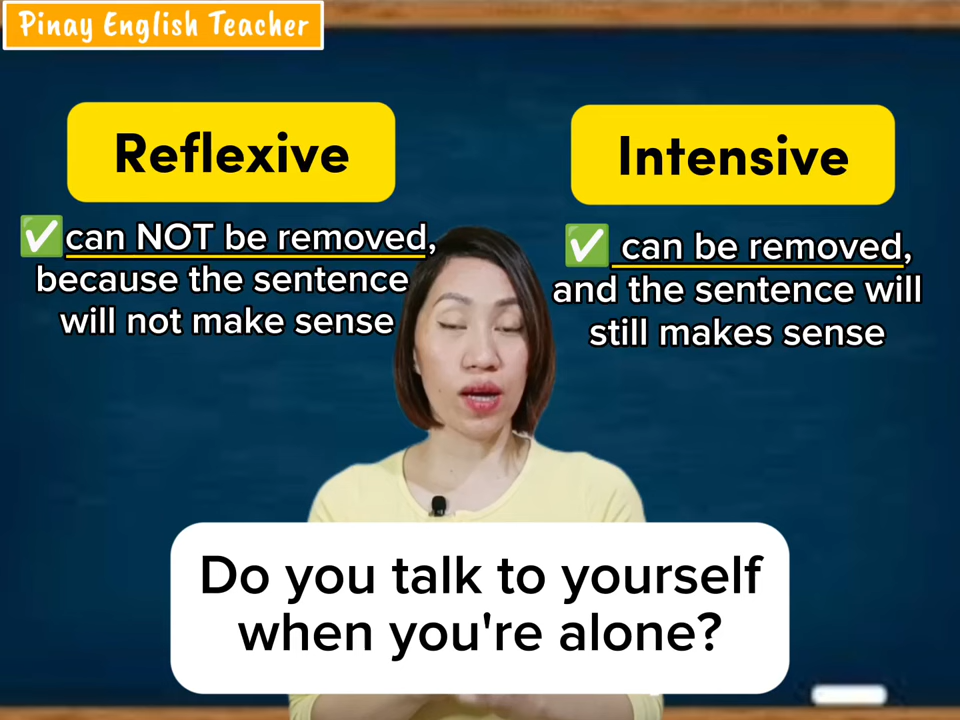 Pinay English Teacher
Reflexive
✅can NOT be removed,
because the sentence
will not make sense
Intensive
✅ can be removed,
and the sentence will
still makes sense
Do you talk to yourself
when you're alone?